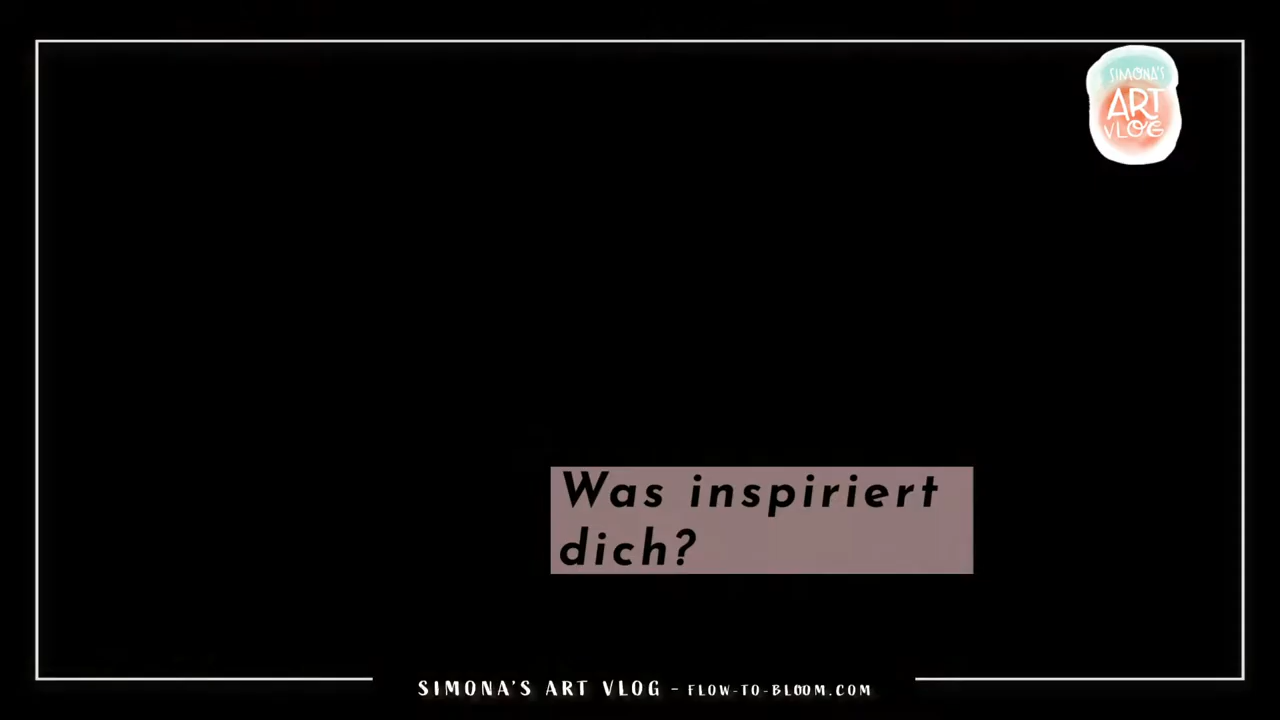 SIMONA'S
ART
VLOG
Was inspiriert
dich?
SIMONA'S ART VLOG – FLOW-TO-BLOOM.COM